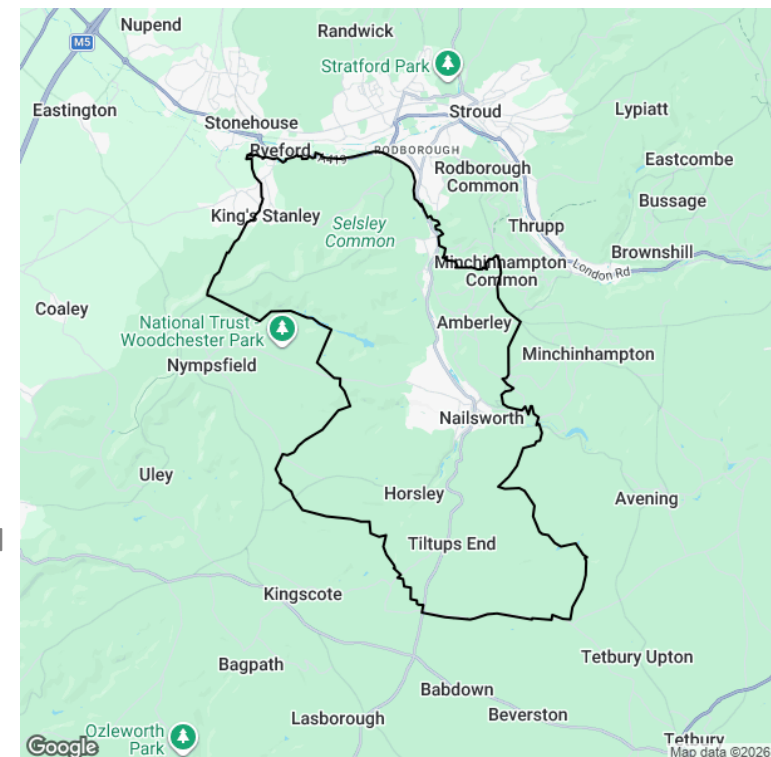 Nupend
Randwick
M5
Stratford Park
Eastington
Stroud
Lypiatt
Stonehouse
Ryeford
A419
RODBOROUGH
Eastcombe
Rodborough
Common
Bussage
King's Stanley
Selsley
Common
Thrupp
Brownshill
London Rd
Minchinhampton
Common
Coaley
National Trust -
Woodchester Park
Amberley
Minchinhampton
Nympsfield
Nailsworth
Uley
Horsley
Avening
Tiltups End
Kingscote
Bagpath
Tetbury Upton
Babdown
Lasborough
Beverston
Ozleworth
Park
Tetbury
Google
Map data ©2026